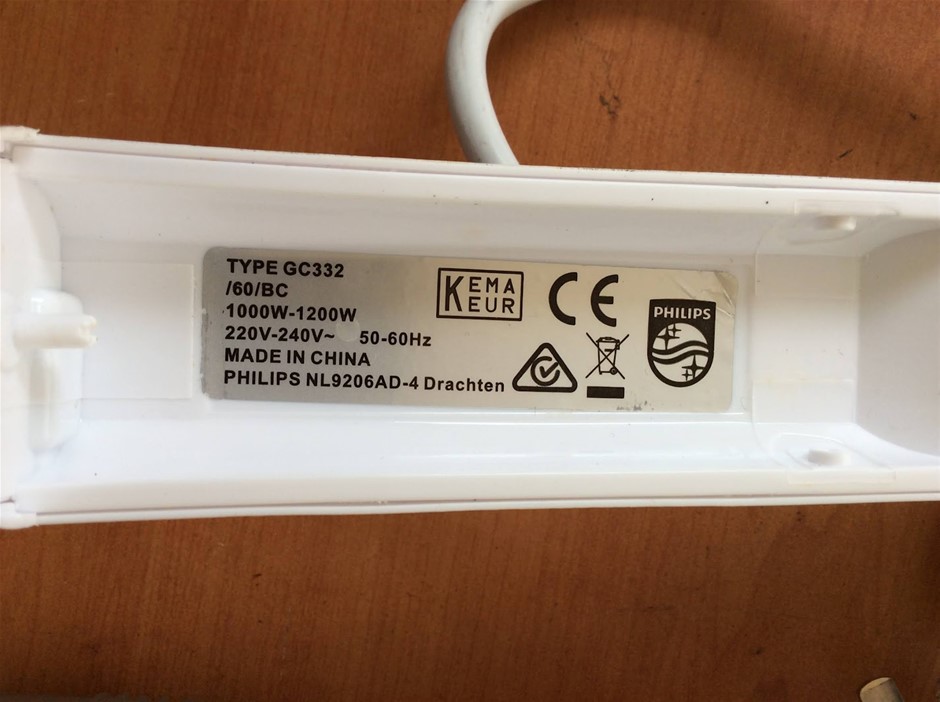 TYPE GC332
/60/BC
1000W-1200W
220V-240V~ 50-60Hz
MADE IN CHINA
PHILIPS NL9206AD-4 Drachten
KEMA
EUR
CE
PHILIPS